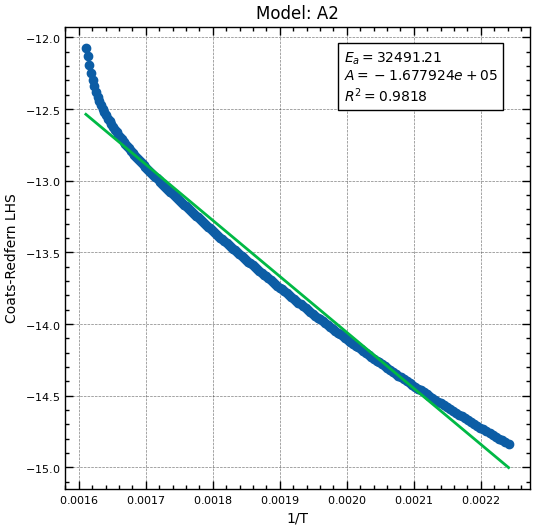 Model: A2
E_a = 32491.21
A = −1.677924e + 05
R^2 = 0.9818
−12.0
−12.5
−13.0
−13.5
−14.0
−14.5
−15.0
Coats-Redfern LHS
0.0016 0.0017 0.0018 0.0019 0.0020 0.0021 0.0022
1/T